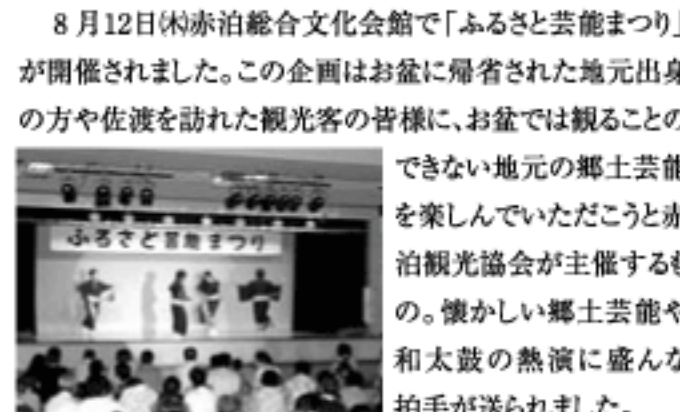 8月12日㈭赤泊総合文化会館で「ふるさと芸能まつり」
が開催されました。この企画はお盆に帰省された地元出身
の方や佐渡を訪れた観光客の皆様に、お盆では観ることの
できない地元の郷土芸能
を楽しんでいただこうと赤
泊観光協会が主催するも
の。懐かしい郷土芸能や
和太鼓の熱演に盛んな
拍手が送られました。
ふるさと芸能まつり